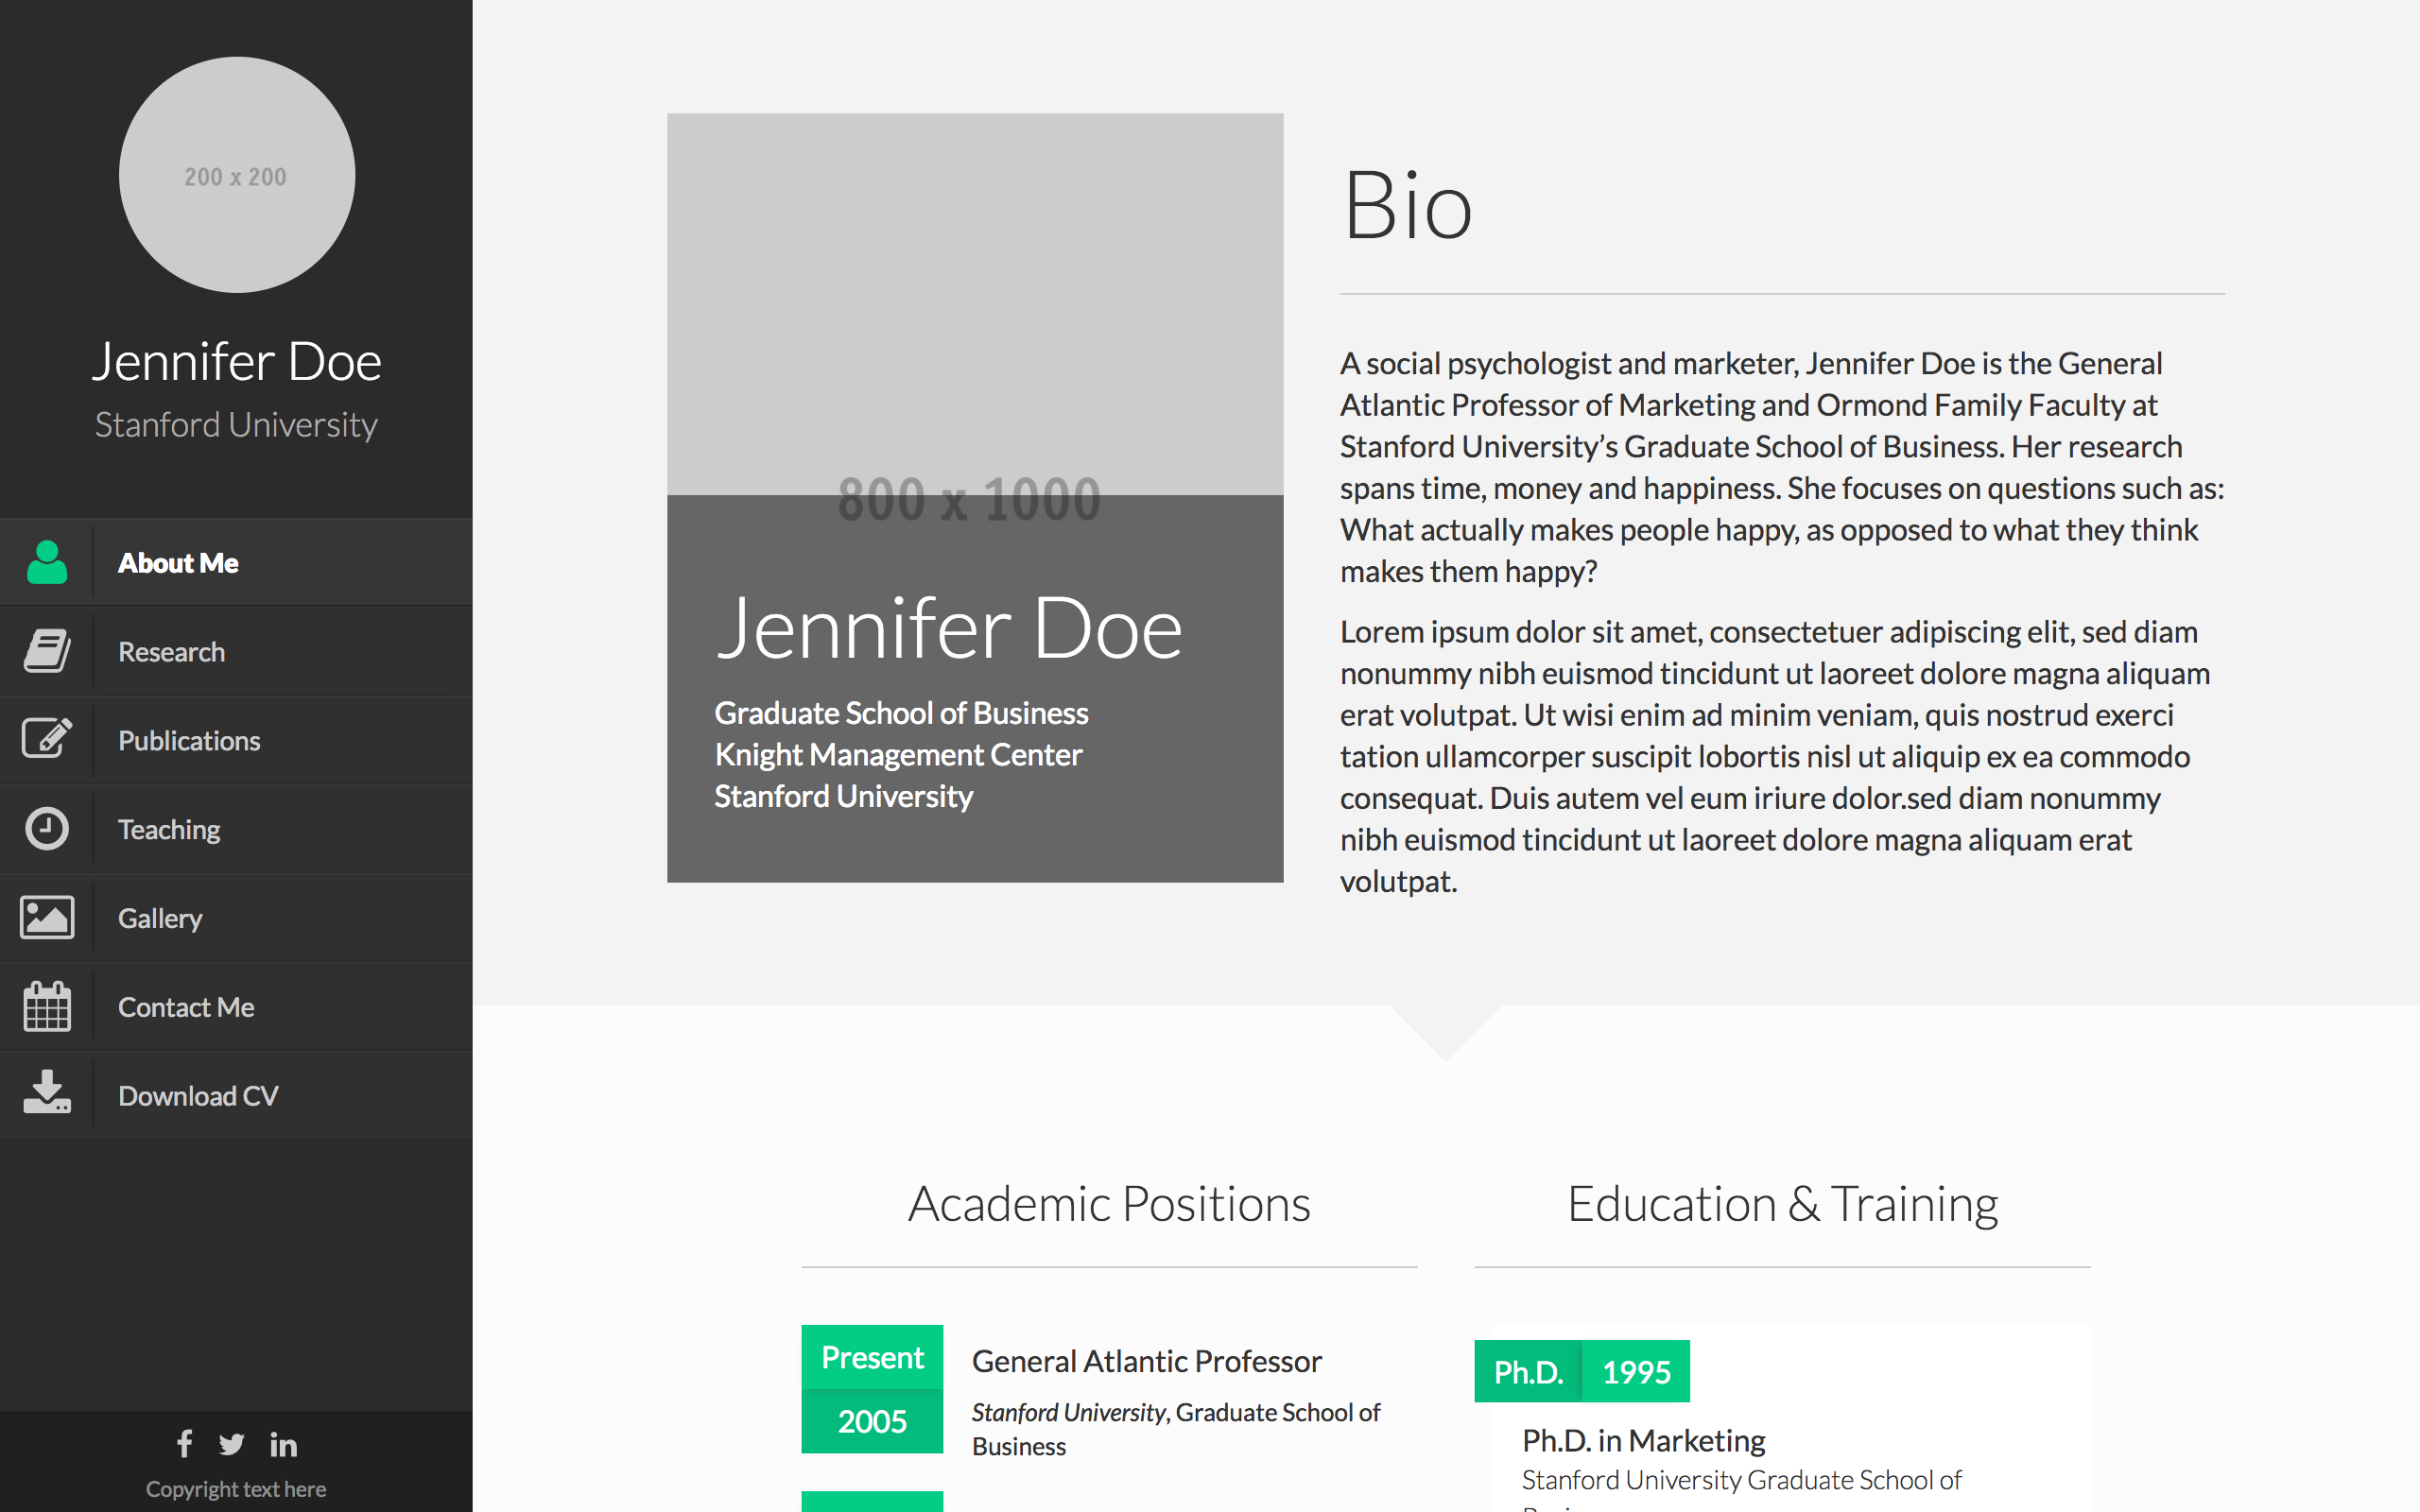 200 x 200
Jennifer Doe
Stanford University
About Me
Research
Publications
Teaching
Gallery
Contact Me
Download CV
Copyright text here
800 x 1000
Jennifer Doe
Graduate School of Business
Knight Management Center
Stanford University
Bio
A social psychologist and marketer, Jennifer Doe is the General
Atlantic Professor of Marketing and Ormond Family Faculty at
Stanford University’s Graduate School of Business. Her research
spans time, money and happiness. She focuses on questions such as:
What actually makes people happy, as opposed to what they think
makes them happy?
Lorem ipsum dolor sit amet, consectetuer adipiscing elit, sed diam
nonummy nibh euismod tincidunt ut laoreet dolore magna aliquam
erat volutpat. Ut wisi enim ad minim veniam, quis nostrud exerci
tation ullamcorper suscipit lobortis nisl ut aliquip ex ea commodo
consequat. Duis autem vel eum iriure dolor.sed diam nonummy
nibh euismod tincidunt ut laoreet dolore magna aliquam erat
volutpat.
Academic Positions
Present
2005
General Atlantic Professor
Stanford University, Graduate School of
Business
Education & Training
Ph.D. 1995
Ph.D. in Marketing
Stanford University Graduate School of